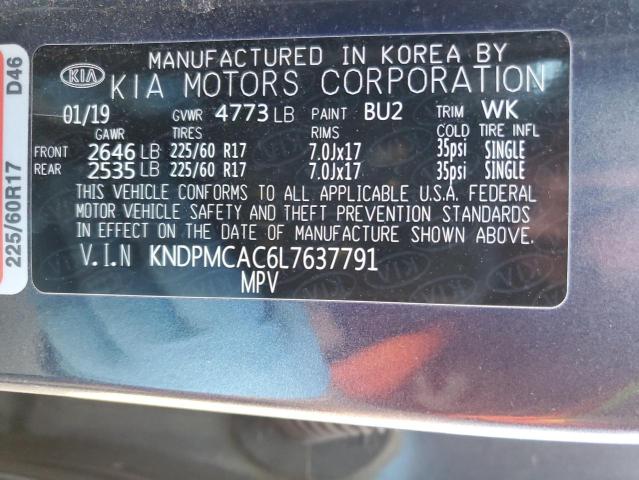 MANUFACTURED IN KOREA BY
KIA KIA MOTORS CORPORATION
01/19 GVWR 4773 LB PAINT BU2 TRIM WK
GAWR TIRES RIMS COLD TIRE INFL
FRONT 2646 LB 225/60 R17 7.0Jx17 35psi SINGLE
REAR 2535 LB 225/60 R17 7.0Jx17 35psi SINGLE
THIS VEHICLE CONFORMS TO ALL APPLICABLE U.S.A. FEDERAL
MOTOR VEHICLE SAFETY AND THEFT PREVENTION STANDARDS
IN EFFECT ON THE DATE OF MANUFACTURE SHOWN ABOVE.
V.I.N KNDPMCAC6L7637791
MPV
225/60R17 D46